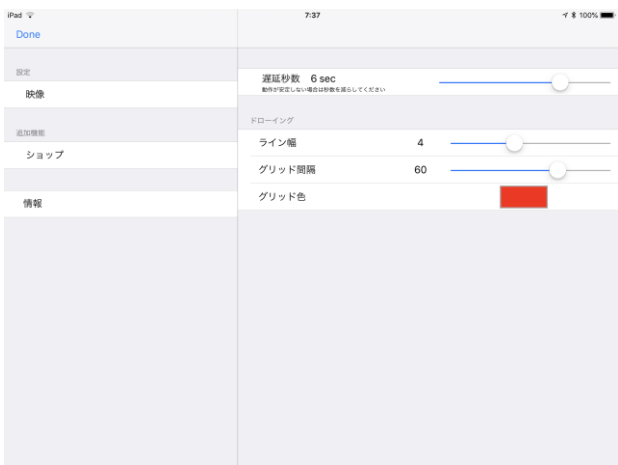 iPad 7:37 100%
Done
設定
映像
追加機能
ショップ
情報
遅延秒数 6 sec
動作が安定しない場合は秒数を減らしてください
ドローイング
ライン幅 4
グリッド間隔 60
グリッド色